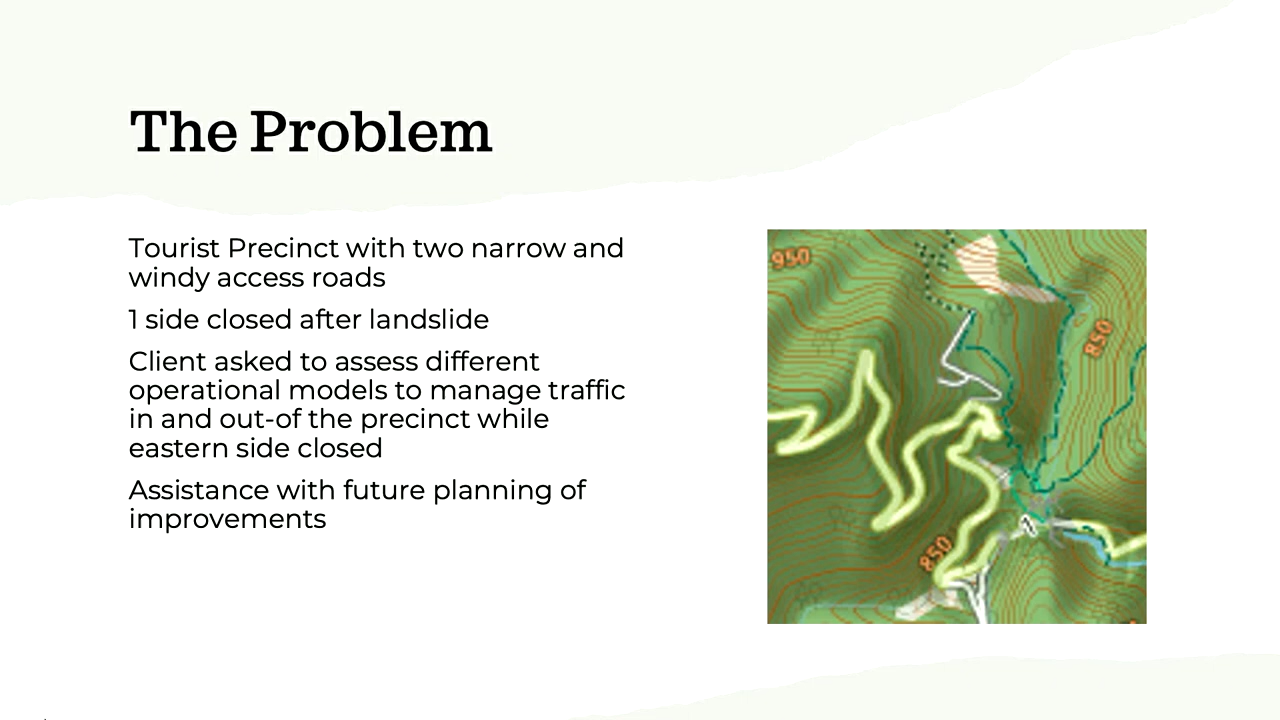 The Problem
Tourist Precinct with two narrow and
windy access roads
1 side closed after landslide
Client asked to assess different
operational models to manage traffic
in and out-of the precinct while
eastern side closed
Assistance with future planning of
improvements
950
850
850